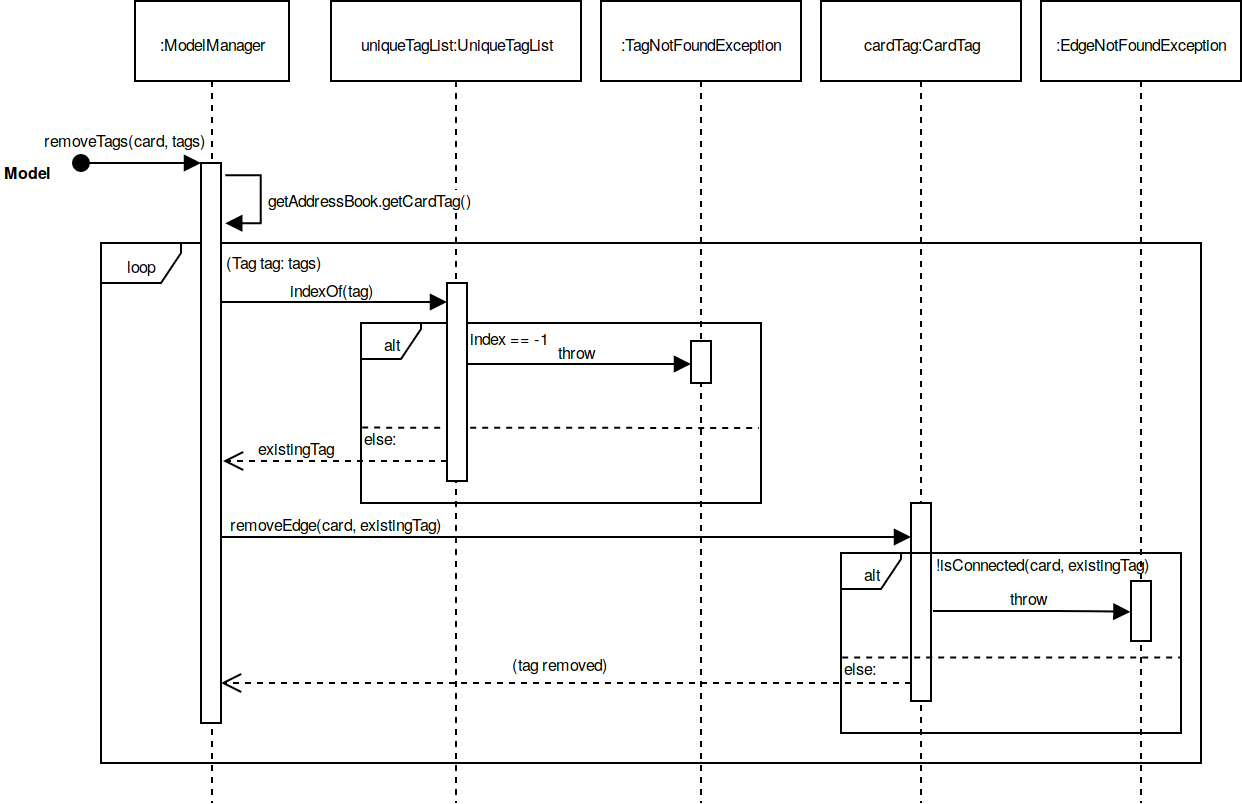 :ModelManager
uniqueTagList:UniqueTagList
:TagNotFoundException
cardTag:CardTag
:EdgeNotFoundException
removeTags(card, tags)
Model
getAddressBook.getCardTag()
loop
(Tag tag: tags)
indexOf(tag)
alt
index == -1
throw
else:
existingTag
removeEdge(card, existingTag)
alt
!isConnected(card, existingTag)
throw
(tag removed)
else: